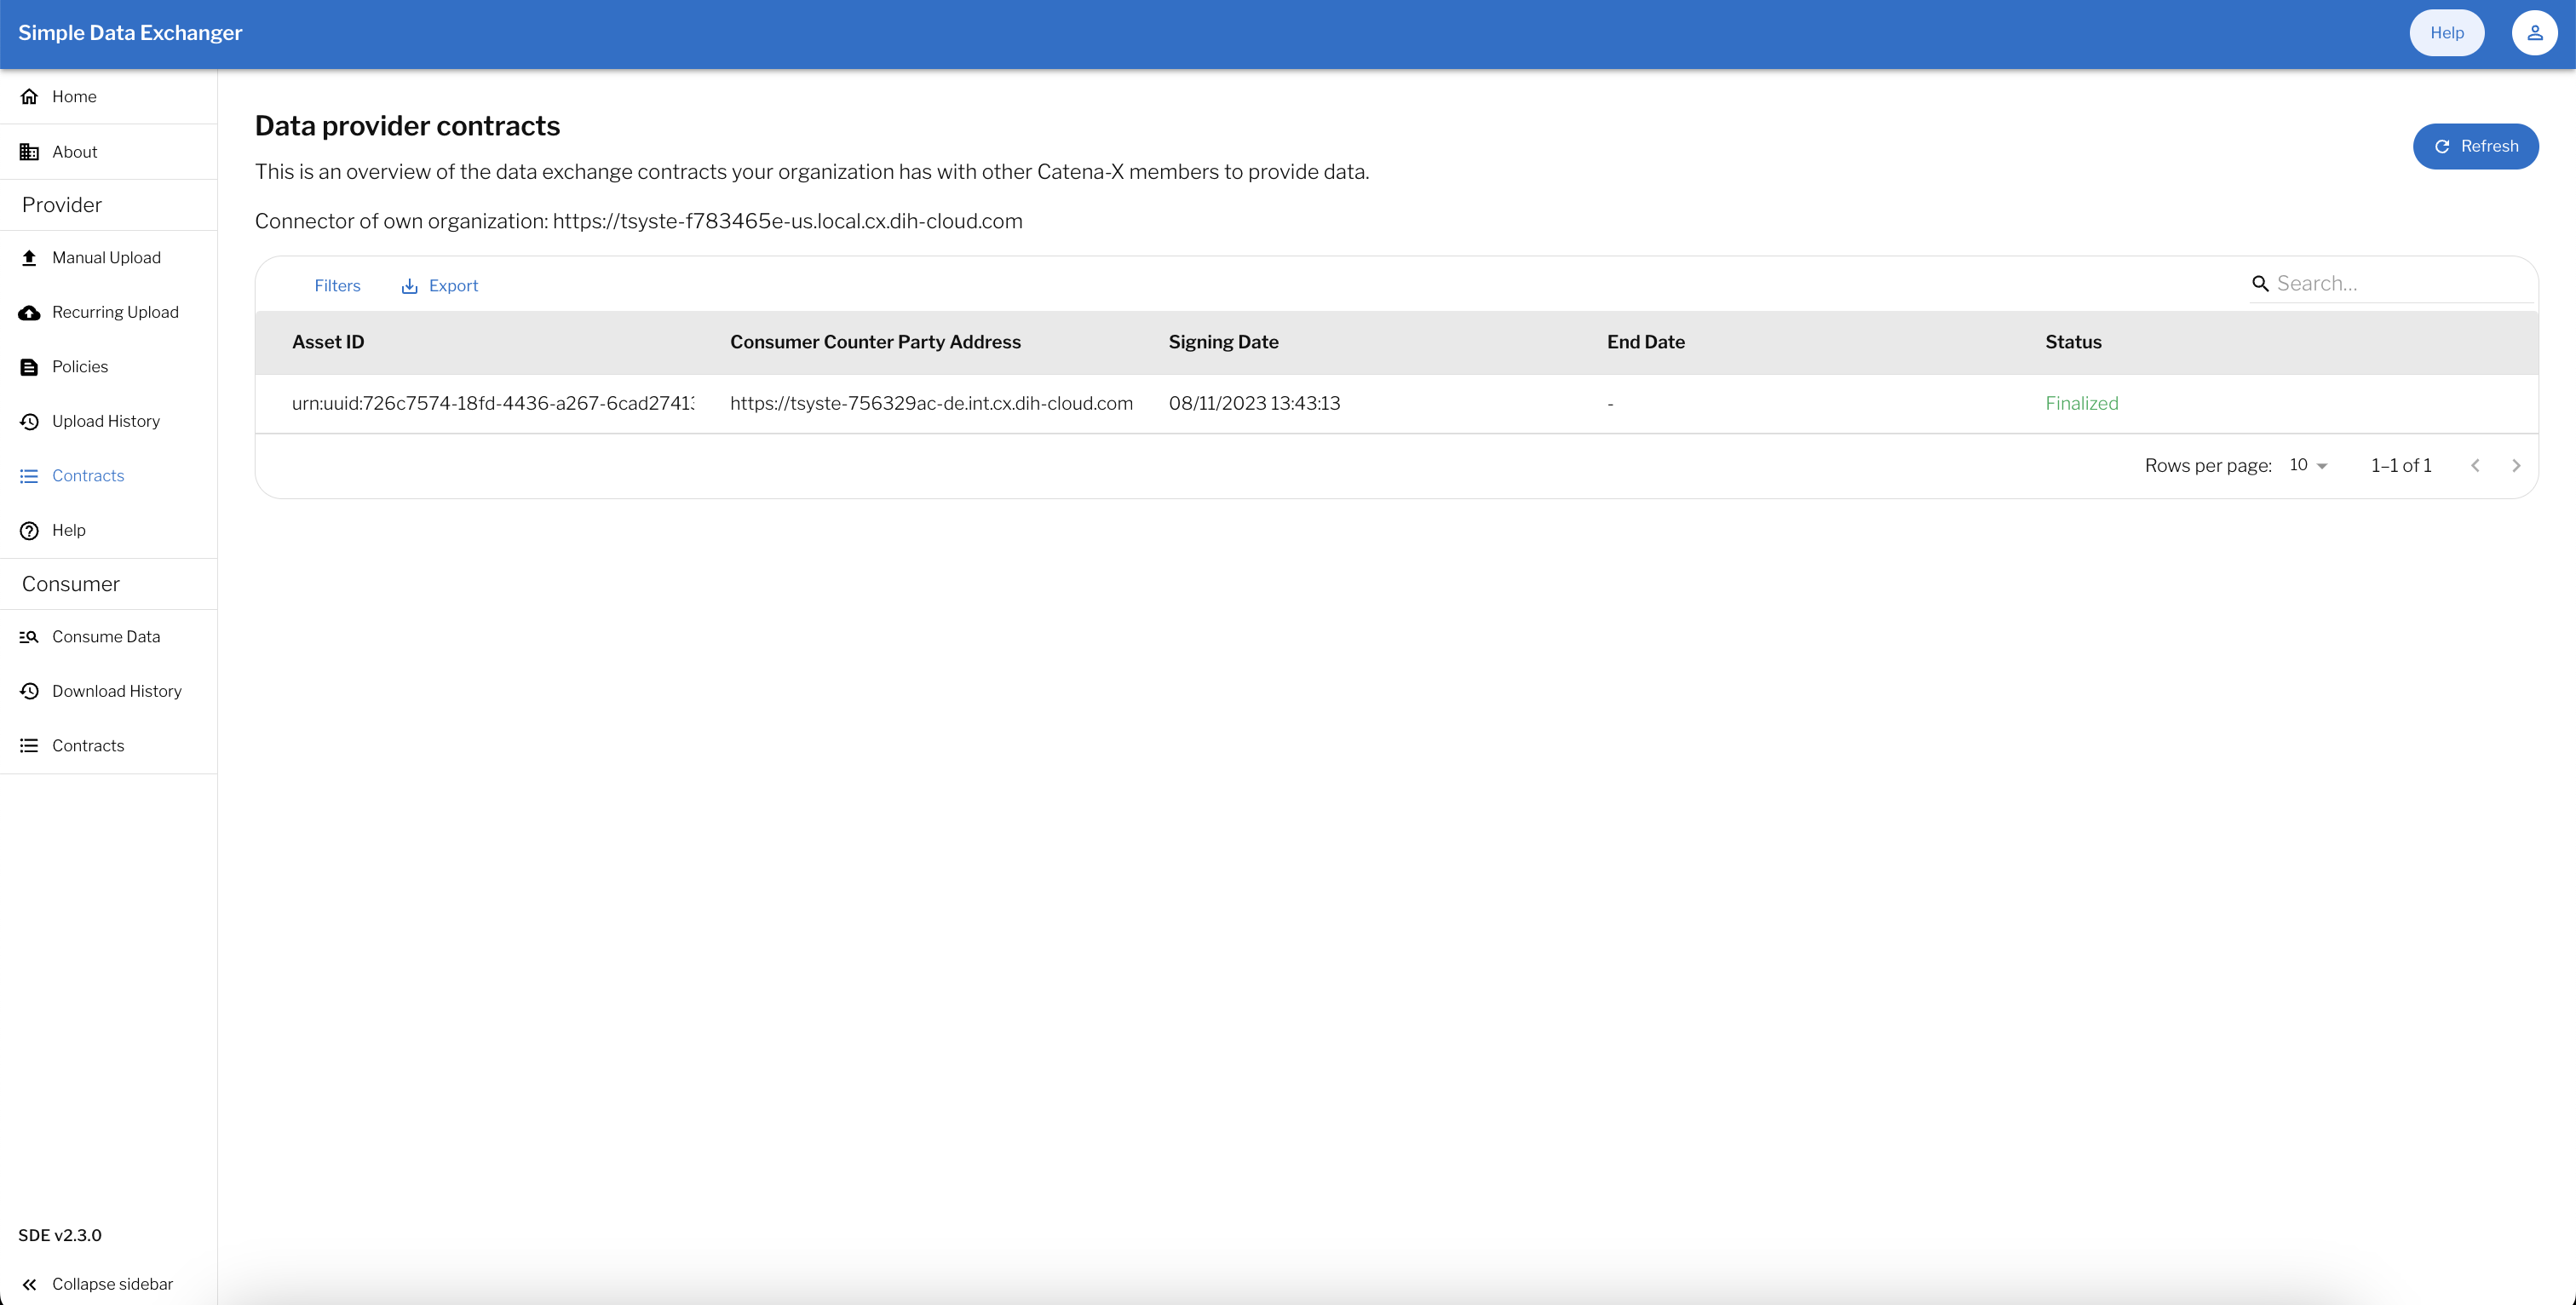 Simple Data Exchanger
Help
Home
About
Provider
Manual Upload
Recurring Upload
Policies
Upload History
Contracts
Help
Consumer
Consume Data
Download History
Contracts
SDE v2.3.0
Collapse sidebar
Data provider contracts
Refresh
This is an overview of the data exchange contracts your organization has with other Catena-X members to provide data.
Connector of own organization: https://tsyste-f783465e-us.local.cx.dih-cloud.com
Filters Export Search...
Asset ID Consumer Counter Party Address Signing Date End Date Status
urn:uuid:726c7574-18fd-4436-a267-6cad27413 https://tsyste-756329ac-de.int.cx.dih-cloud.com 08/11/2023 13:43:13 - Finalized
Rows per page: 10 1–1 of 1